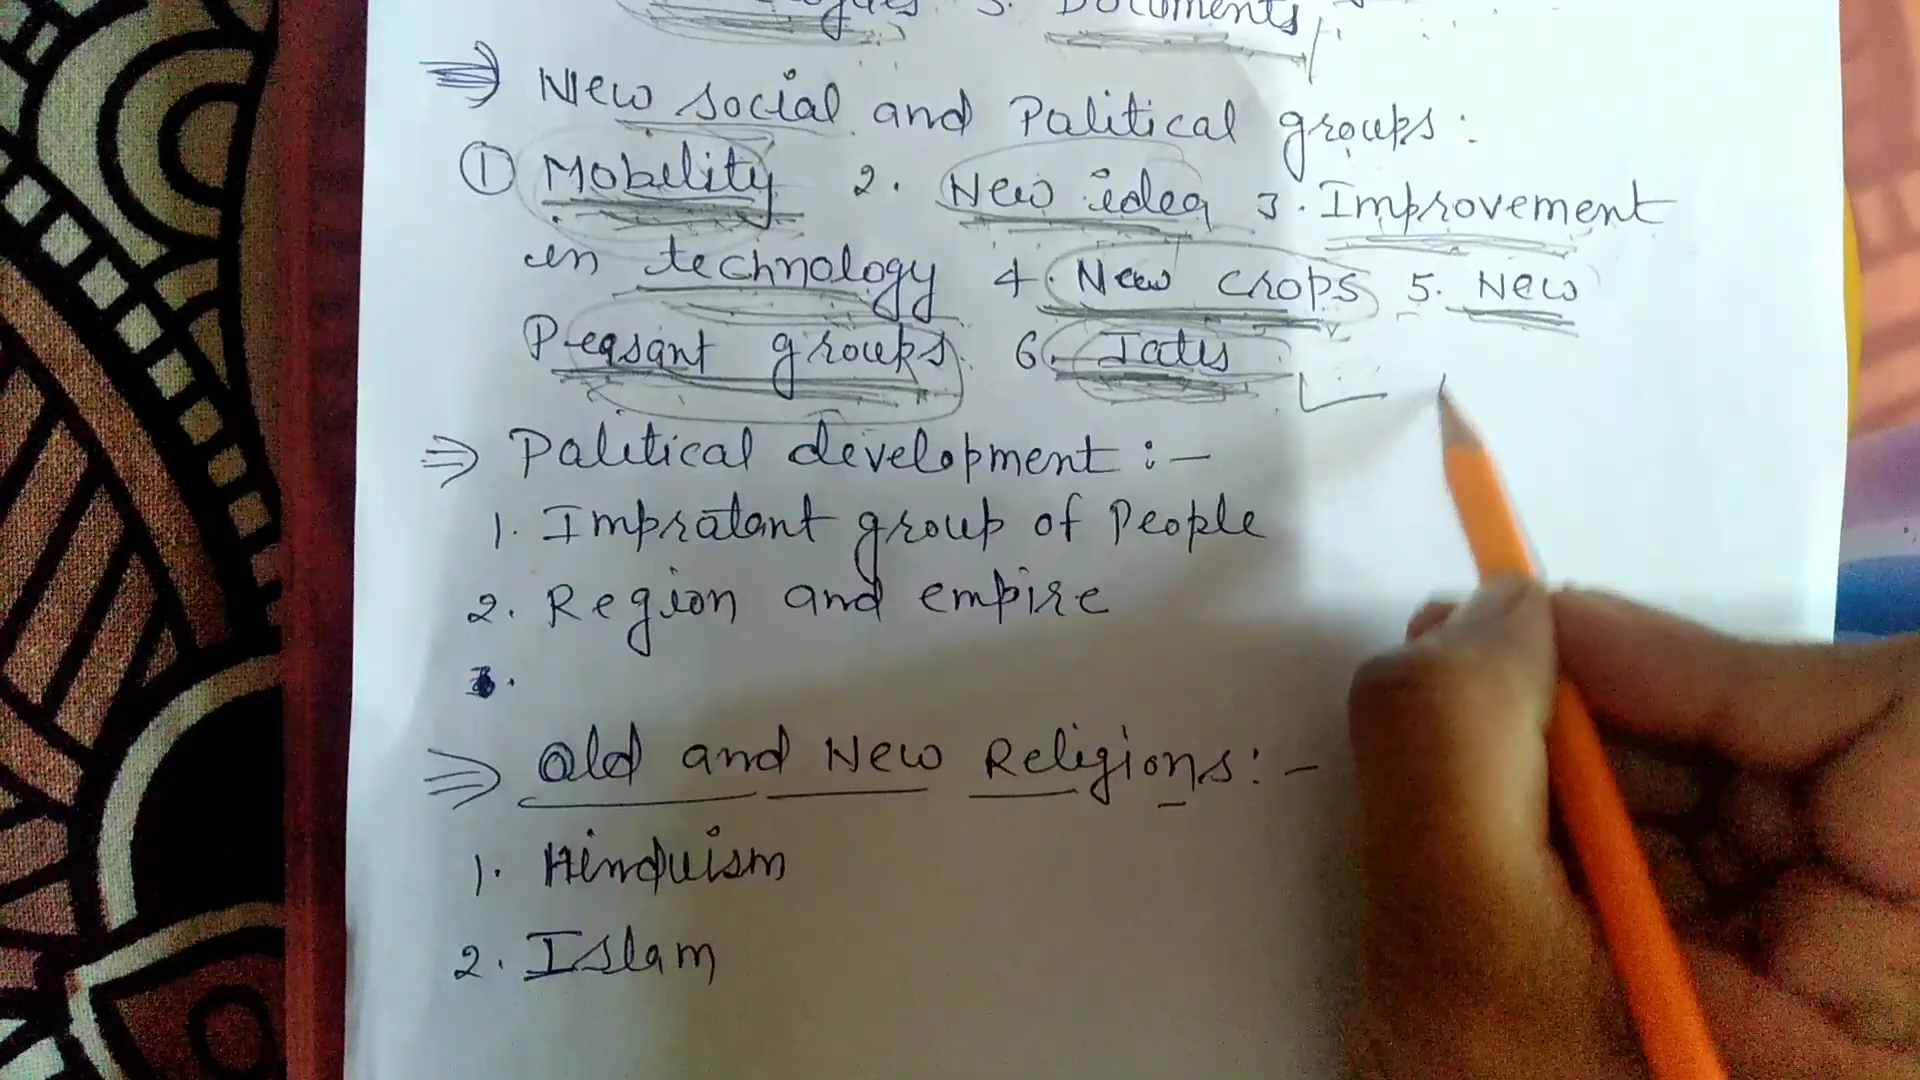 3. Documents
⇒ New social and Palitical groups:
① Mobility 2. New idea 3. Improvement
in technology 4. New crops 5. New
Peasant groups 6. Jatis
⇒ Palitical development :-
1. Impratant group of People
2. Region and empire
⇒ Old and New Religions:-
1. Hinduism
2. Islam